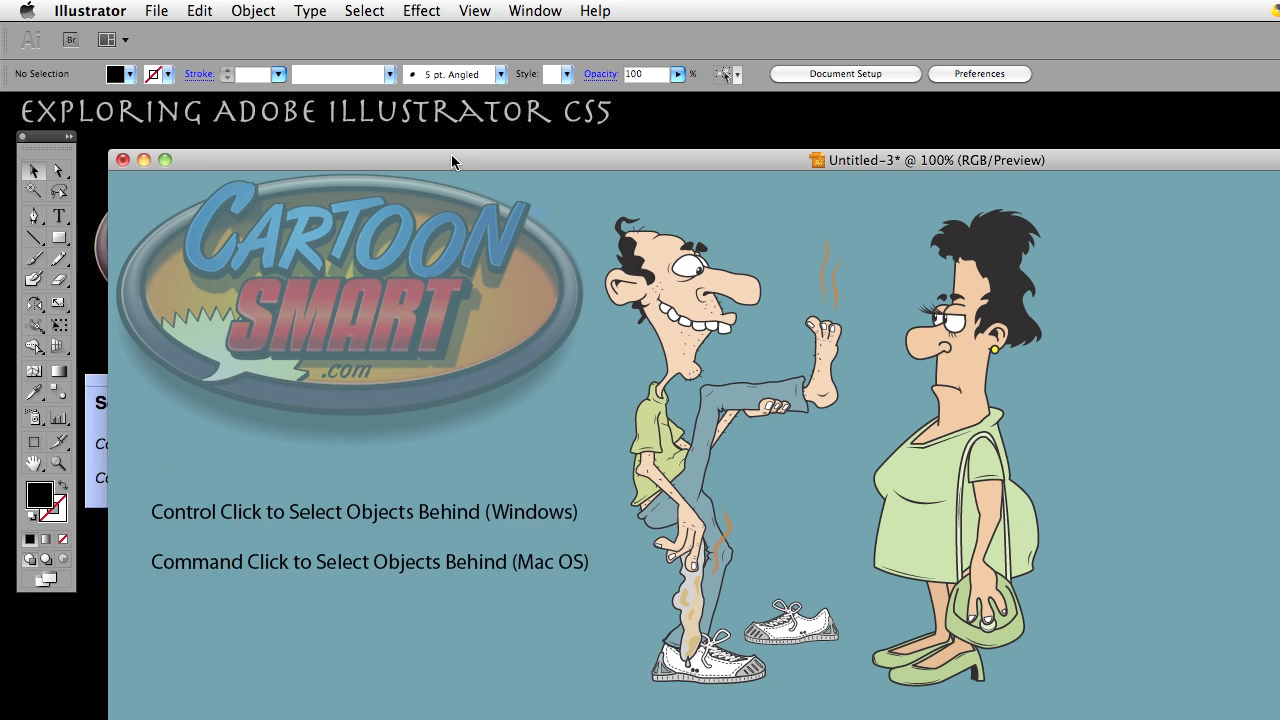 Illustrator File Edit Object Type Select Effect View Window Help
Ai Br
No Selection Stroke: 5 pt. Angled Style: Opacity: 100 % Document Setup Preferences
EXPLORING ADOBE ILLUSTRATOR CS5
Untitled-3* @ 100% (RGB/Preview)
CARTOON
SMART
.com
Control Click to Select Objects Behind (Windows)
Command Click to Select Objects Behind (Mac OS)